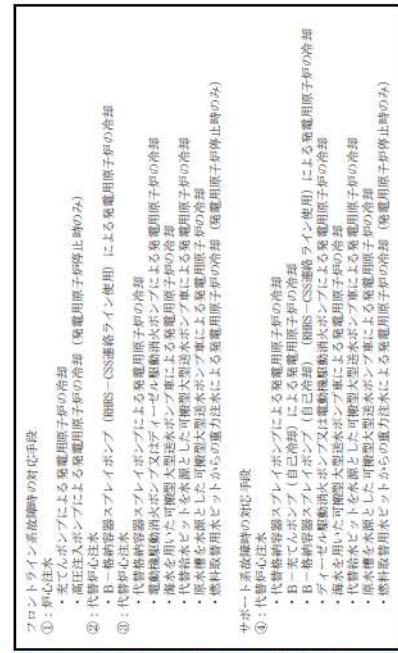 フロントライン系故障時の対応手段
①：炉心注水
・充てんポンプによる発電用原子炉の冷却
・高圧注入ポンプによる発電用原子炉の冷却（発電用原子炉停止時のみ）
②：代替炉心注水
・B－格納容器スプレイポンプ（RHRS－CSS連絡ライン使用）による発電用原子炉の冷却
③：代替炉心注水
・代替格納容器スプレイポンプによる発電用原子炉の冷却
・電動機駆動消火ポンプ又はディーゼル駆動消火ポンプによる発電用原子炉の冷却
・海水を用いた可搬型大型送水ポンプ車による発電用原子炉の冷却
・代替給水ピットを水源とした可搬型大型送水ポンプ車による発電用原子炉の冷却
・原水槽を水源とした可搬型大型送水ポンプ車による発電用原子炉の冷却
・燃料取替用水ピットからの重力注水による発電用原子炉の冷却（発電用原子炉停止時のみ）
サポート系故障時の対応手段
④：代替炉心注水
・代替格納容器スプレイポンプによる発電用原子炉の冷却
・B－充てんポンプ（自己冷却）による発電用原子炉の冷却
・B－格納容器スプレイポンプ（自己冷却）（RHRS－CSS連絡ライン使用）による発電用原子炉の冷却
・ディーゼル駆動消火ポンプ又は電動機駆動消火ポンプによる発電用原子炉の冷却
・海水を用いた可搬型大型送水ポンプ車による発電用原子炉の冷却
・代替給水ピットを水源とした可搬型大型送水ポンプ車による発電用原子炉の冷却
・原水槽を水源とした可搬型大型送水ポンプ車による発電用原子炉の冷却
・燃料取替用水ピットからの重力注水による発電用原子炉の冷却（発電用原子炉停止時のみ）